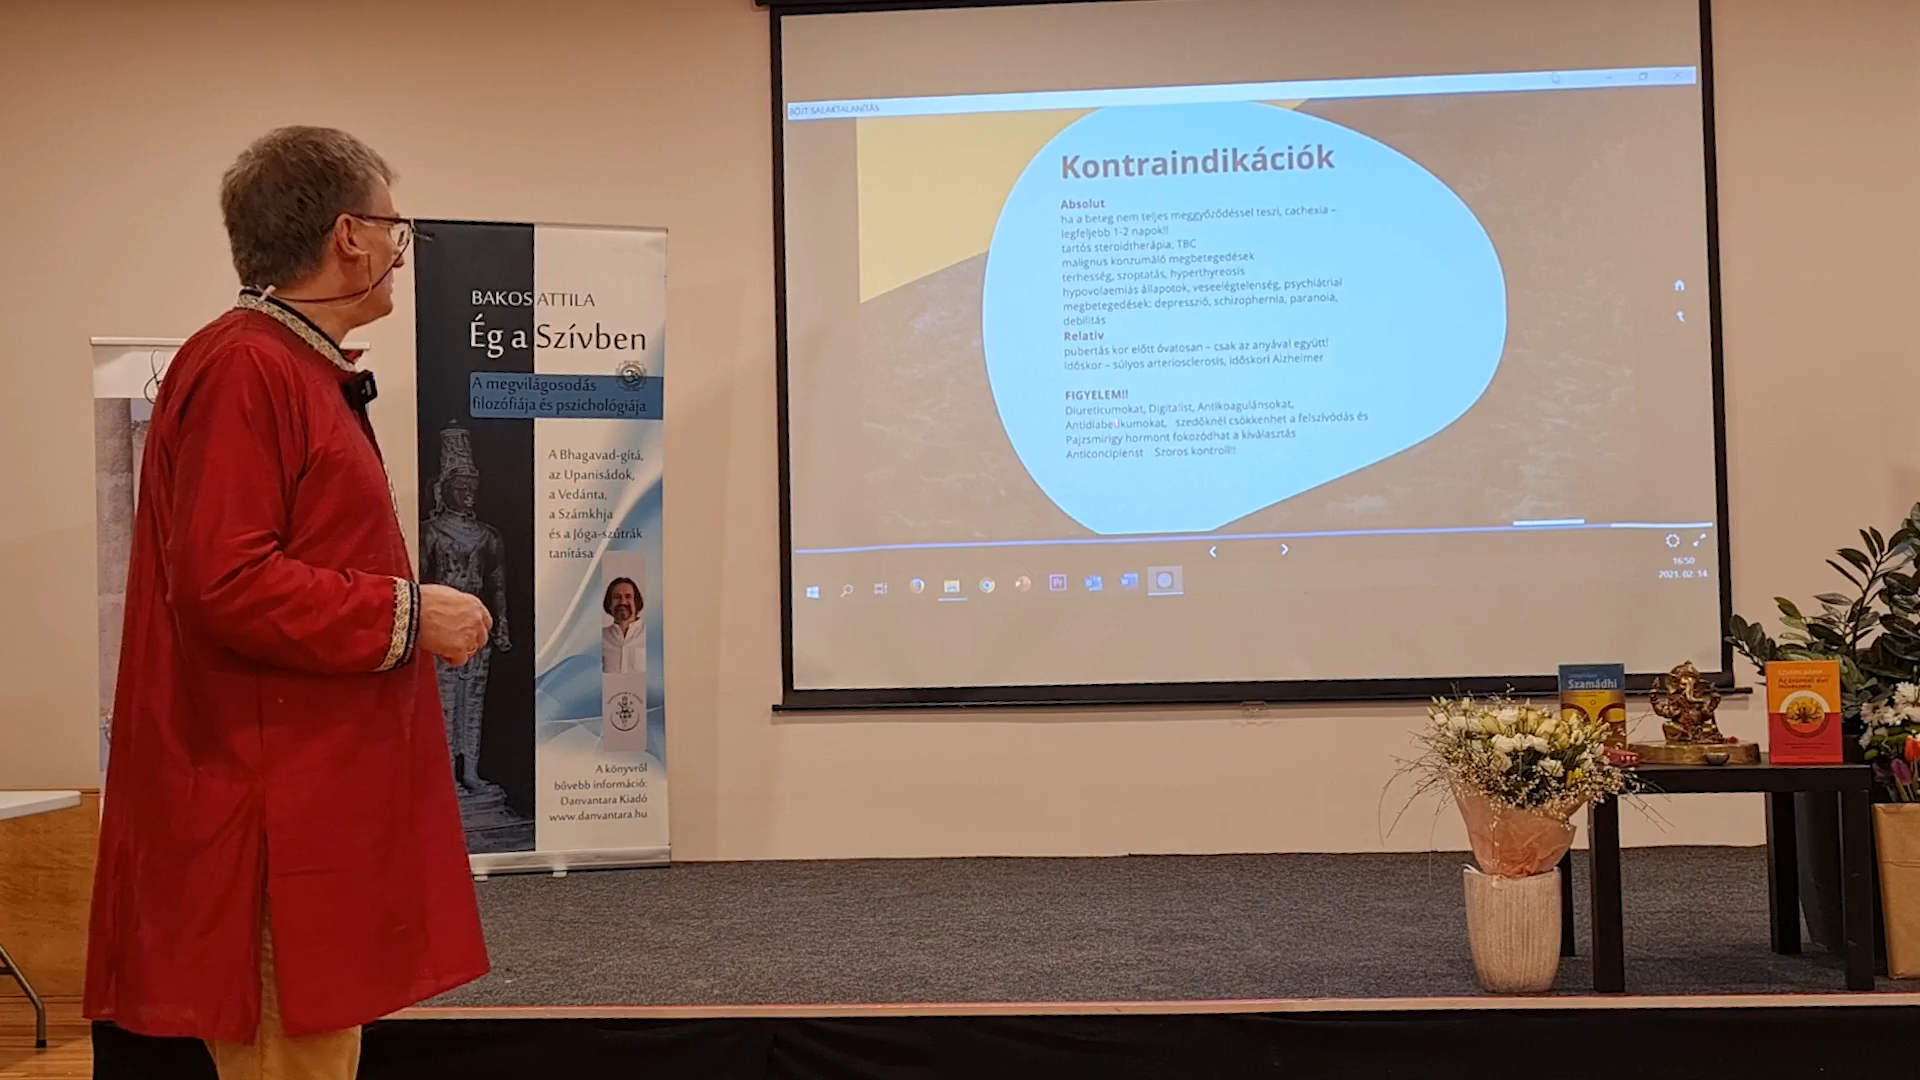 BAKOS ATTILA
Ég a Szívben
A megvilágosodás
filozófiája és pszichológiája
A Bhagavad-gítá,
az Upanisádok,
a Vedánta,
a Számkhja
és a Jóga-szútrák
tanítása
A könyvről
bővebb információ:
Danvantara Kiadó
www.danvantara.hu
BÖJT SALAKTALANÍTÁS
Kontraindikációk
Absolut
ha a beteg nem teljes meggyőződéssel teszi, cachexia –
legfeljebb 1-2 napok!!
tartós steroidtherápia, TBC
malignus konzumáló megbetegedések
terhesség, szoptatás, hyperthyreosis
hypovolaemiás állapotok, veseelégtelenség, psychiátriai
megbetegedések: depresszió, schizophernia, paranoia,
debilitás
Relatív
pubertás kor előtt óvatosan – csak az anyával együtt!
Időskor – súlyos arteriosclerosis, időskori Alzheimer
FIGYELEM!!
Diureticumokat, Digitalist, Antikoagulánsokat,
Antidiabetikumokat, szedőknél csökkenhet a felszívódás és
Pajzsmirigy hormont fokozódhat a kiválasztás
Anticoncipienst Szoros kontroll!!
Pr
16:50
2021. 02. 14.
Szamádhi